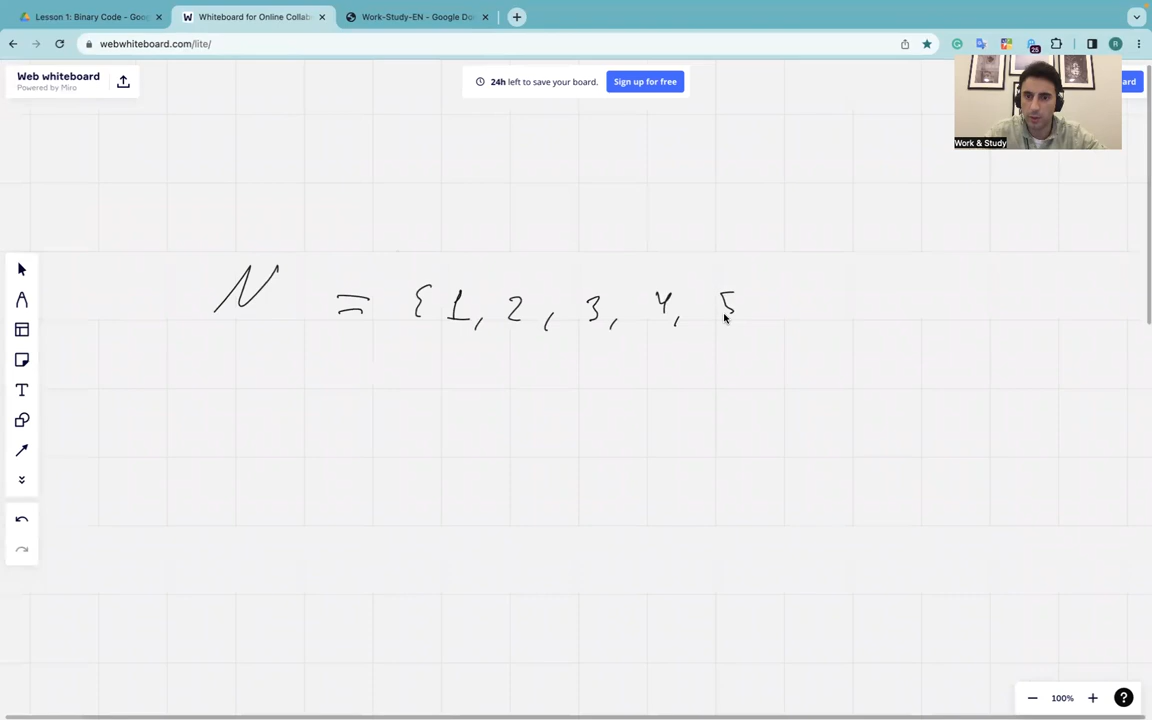 Lesson 1: Binary Code - Goo
Whiteboard for Online Collab
Work-Study-EN - Google Do
webwhiteboard.com/lite/
25
R
Web whiteboard
Powered by Miro
24h left to save your board.
Sign up for free
ard
Work & Study
N = { 1, 2, 3, 4, 5
T
100%
?